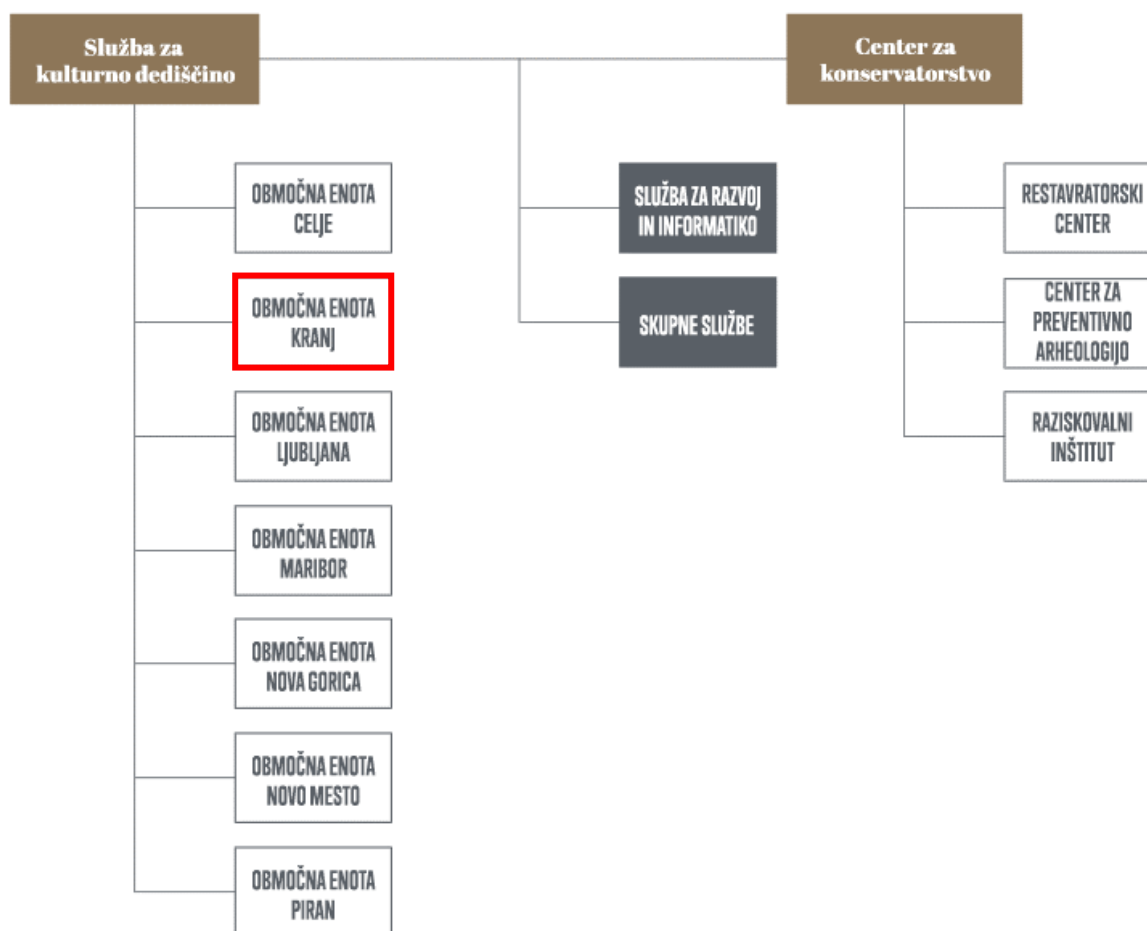 Služba za
kulturno dediščino
Center za
konservatorstvo
OBMOČNA ENOTA
CELJE
OBMOČNA ENOTA
KRANJ
OBMOČNA ENOTA
LJUBLJANA
OBMOČNA ENOTA
MARIBOR
OBMOČNA ENOTA
NOVA GORICA
OBMOČNA ENOTA
NOVO MESTO
OBMOČNA ENOTA
PIRAN
SLUŽBA ZA RAZVOJ
IN INFORMATIKO
SKUPNE SLUŽBE
RESTAVRATORSKI
CENTER
CENTER ZA
PREVENTIVNO
ARHEOLOGIJO
RAZISKOVALNI
INŠTITUT